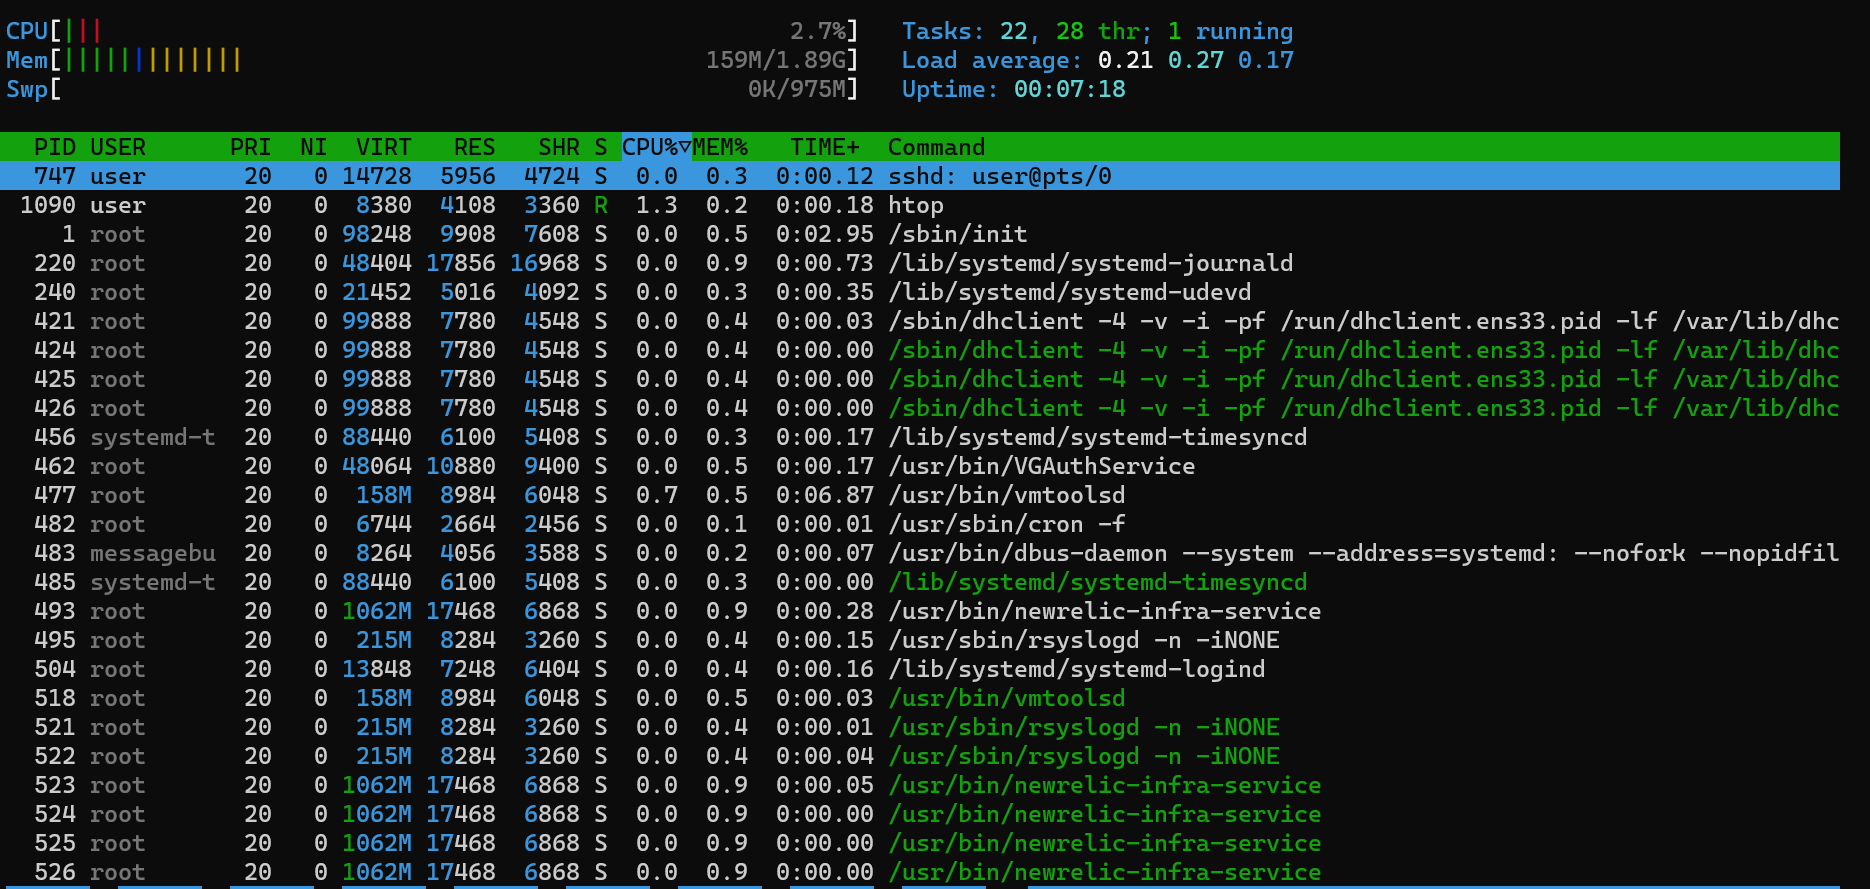 CPU[||| 2.7%] Tasks: 22, 28 thr; 1 running
Mem[||||||||||||| 159M/1.89G] Load average: 0.21 0.27 0.17
Swp[ 0K/975M] Uptime: 00:07:18
PID USER PRI NI VIRT RES SHR S CPU%▽MEM% TIME+ Command
747 user 20 0 14728 5956 4724 S 0.0 0.3 0:00.12 sshd: user@pts/0
1090 user 20 0 8380 4108 3360 R 1.3 0.2 0:00.18 htop
1 root 20 0 98248 9908 7608 S 0.0 0.5 0:02.95 /sbin/init
220 root 20 0 48404 17856 16968 S 0.0 0.9 0:00.73 /lib/systemd/systemd-journald
240 root 20 0 21452 5016 4092 S 0.0 0.3 0:00.35 /lib/systemd/systemd-udevd
421 root 20 0 99888 7780 4548 S 0.0 0.4 0:00.03 /sbin/dhclient -4 -v -i -pf /run/dhclient.ens33.pid -lf /var/lib/dhc
424 root 20 0 99888 7780 4548 S 0.0 0.4 0:00.00 /sbin/dhclient -4 -v -i -pf /run/dhclient.ens33.pid -lf /var/lib/dhc
425 root 20 0 99888 7780 4548 S 0.0 0.4 0:00.00 /sbin/dhclient -4 -v -i -pf /run/dhclient.ens33.pid -lf /var/lib/dhc
426 root 20 0 99888 7780 4548 S 0.0 0.4 0:00.00 /sbin/dhclient -4 -v -i -pf /run/dhclient.ens33.pid -lf /var/lib/dhc
456 systemd-t 20 0 88440 6100 5408 S 0.0 0.3 0:00.17 /lib/systemd/systemd-timesyncd
462 root 20 0 48064 10880 9400 S 0.0 0.5 0:00.17 /usr/bin/VGAuthService
477 root 20 0 158M 8984 6048 S 0.7 0.5 0:06.87 /usr/bin/vmtoolsd
482 root 20 0 6744 2664 2456 S 0.0 0.1 0:00.01 /usr/sbin/cron -f
483 messagebu 20 0 8264 4056 3588 S 0.0 0.2 0:00.07 /usr/bin/dbus-daemon --system --address=systemd: --nofork --nopidfil
485 systemd-t 20 0 88440 6100 5408 S 0.0 0.3 0:00.00 /lib/systemd/systemd-timesyncd
493 root 20 0 1062M 17468 6868 S 0.0 0.9 0:00.28 /usr/bin/newrelic-infra-service
495 root 20 0 215M 8284 3260 S 0.0 0.4 0:00.15 /usr/sbin/rsyslogd -n -iNONE
504 root 20 0 13848 7248 6404 S 0.0 0.4 0:00.16 /lib/systemd/systemd-logind
518 root 20 0 158M 8984 6048 S 0.0 0.5 0:00.03 /usr/bin/vmtoolsd
521 root 20 0 215M 8284 3260 S 0.0 0.4 0:00.01 /usr/sbin/rsyslogd -n -iNONE
522 root 20 0 215M 8284 3260 S 0.0 0.4 0:00.04 /usr/sbin/rsyslogd -n -iNONE
523 root 20 0 1062M 17468 6868 S 0.0 0.9 0:00.05 /usr/bin/newrelic-infra-service
524 root 20 0 1062M 17468 6868 S 0.0 0.9 0:00.00 /usr/bin/newrelic-infra-service
525 root 20 0 1062M 17468 6868 S 0.0 0.9 0:00.00 /usr/bin/newrelic-infra-service
526 root 20 0 1062M 17468 6868 S 0.0 0.9 0:00.00 /usr/bin/newrelic-infra-service